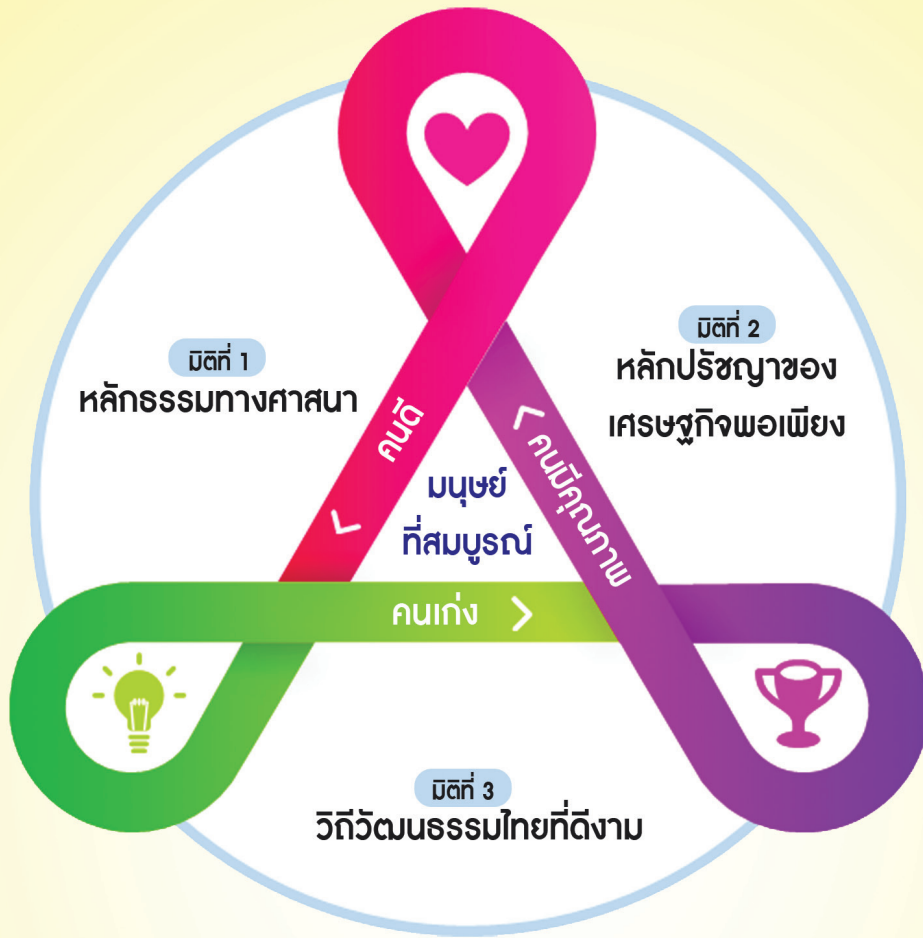 มิติที่ 1
หลักธรรมทางศาสนา
มิติที่ 2
หลักปรัชญาของ
เศรษฐกิจพอเพียง
คนดี
คนมีคุณภาพ
มนุษย์
ที่สมบูรณ์
คนเก่ง
มิติที่ 3
วิถีวัฒนธรรมไทยที่ดีงาม